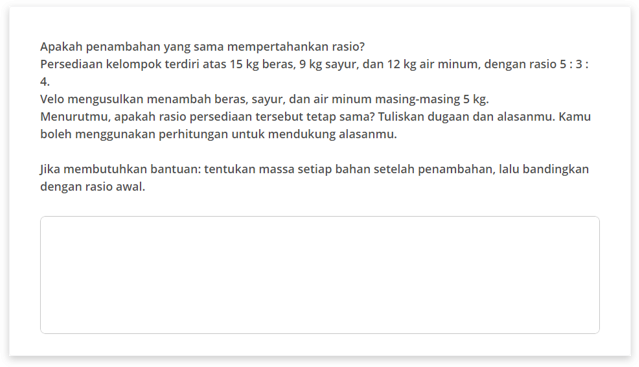 Apakah penambahan yang sama mempertahankan rasio?
Persediaan kelompok terdiri atas 15 kg beras, 9 kg sayur, dan 12 kg air minum, dengan rasio 5 : 3 :
4.
Velo mengusulkan menambah beras, sayur, dan air minum masing-masing 5 kg.
Menurutmu, apakah rasio persediaan tersebut tetap sama? Tuliskan dugaan dan alasanmu. Kamu
boleh menggunakan perhitungan untuk mendukung alasanmu.
Jika membutuhkan bantuan: tentukan massa setiap bahan setelah penambahan, lalu bandingkan
dengan rasio awal.